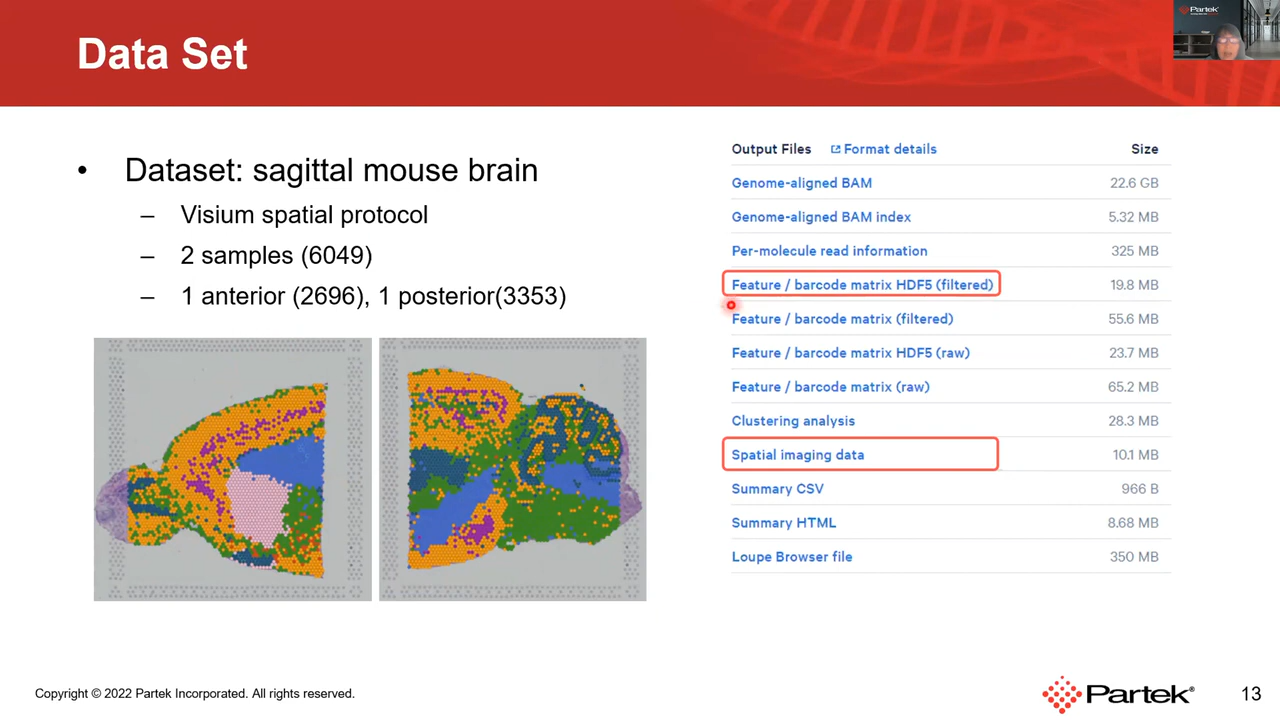 Data Set
Partek
• Dataset: sagittal mouse brain
– Visium spatial protocol
– 2 samples (6049)
– 1 anterior (2696), 1 posterior(3353)
Output Files Format details Size
Genome-aligned BAM 22.6 GB
Genome-aligned BAM index 5.32 MB
Per-molecule read information 325 MB
Feature / barcode matrix HDF5 (filtered) 19.8 MB
Feature / barcode matrix (filtered) 55.6 MB
Feature / barcode matrix HDF5 (raw) 23.7 MB
Feature / barcode matrix (raw) 65.2 MB
Clustering analysis 28.3 MB
Spatial imaging data 10.1 MB
Summary CSV 966 B
Summary HTML 8.68 MB
Loupe Browser file 350 MB
Copyright © 2022 Partek Incorporated. All rights reserved.
Partek®
13